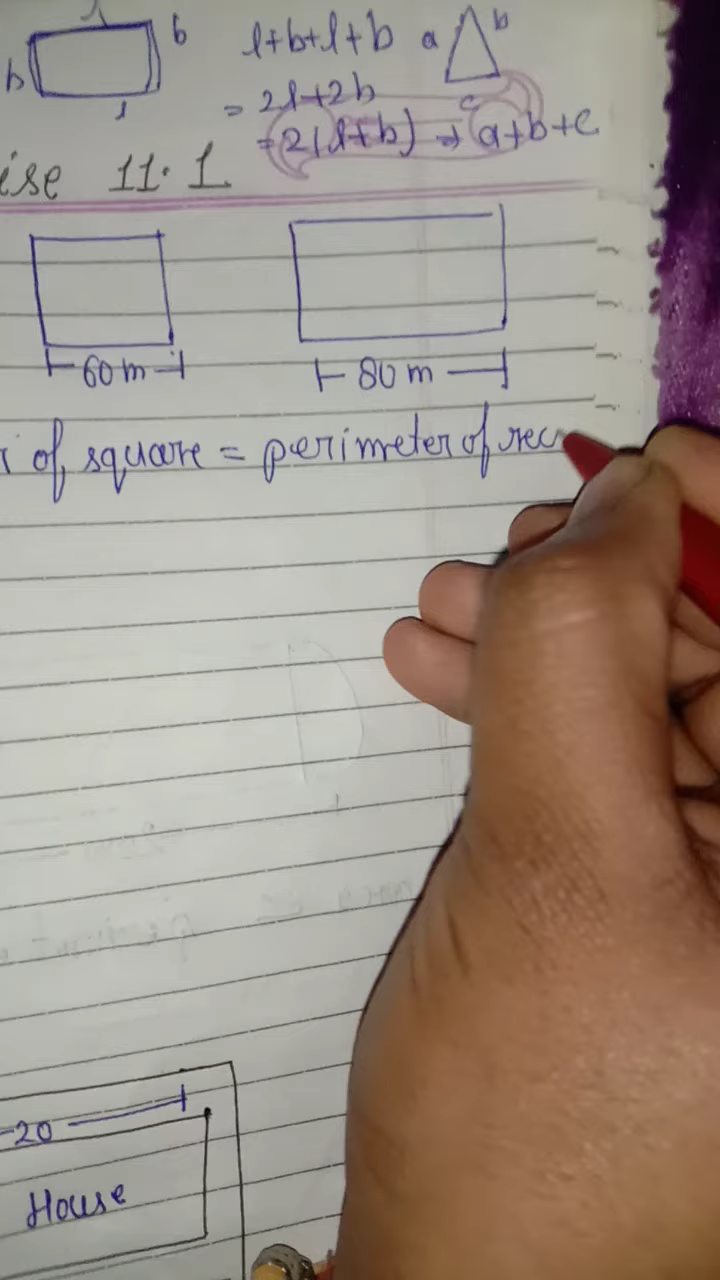 l
b b l+b+l+b a b
l = 2l+2b c
= 2(l+b) → a+b+c
ise 11.1
60 m 80 m
r of square = perimeter of rec
20
House